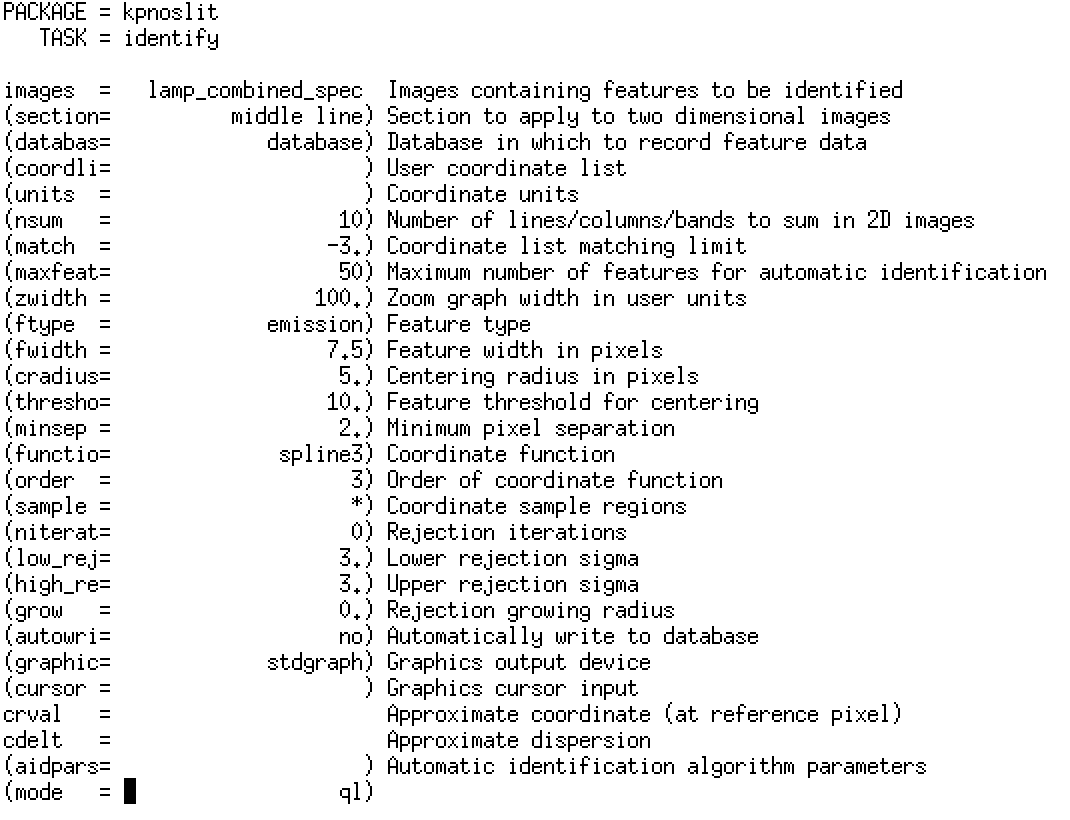 PACKAGE = kpnoslit
TASK = identify
images = lamp_combined_spec Images containing features to be identified
(section= middle line) Section to apply to two dimensional images
(databas= database) Database in which to record feature data
(coordli= ) User coordinate list
(units = ) Coordinate units
(nsum = 10) Number of lines/columns/bands to sum in 2D images
(match = -3.) Coordinate list matching limit
(maxfeat= 50) Maximum number of features for automatic identification
(zwidth = 100.) Zoom graph width in user units
(ftype = emission) Feature type
(fwidth = 7.5) Feature width in pixels
(cradius= 5.) Centering radius in pixels
(thresho= 10.) Feature threshold for centering
(minsep = 2.) Minimum pixel separation
(functio= spline3) Coordinate function
(order = 3) Order of coordinate function
(sample = *) Coordinate sample regions
(niterat= 0) Rejection iterations
(low_rej= 3.) Lower rejection sigma
(high_re= 3.) Upper rejection sigma
(grow = 0.) Rejection growing radius
(autowri= no) Automatically write to database
(graphic= stdgraph) Graphics output device
(cursor = ) Graphics cursor input
crval = Approximate coordinate (at reference pixel)
cdelt = Approximate dispersion
(aidpars= ) Automatic identification algorithm parameters
(mode = ql)